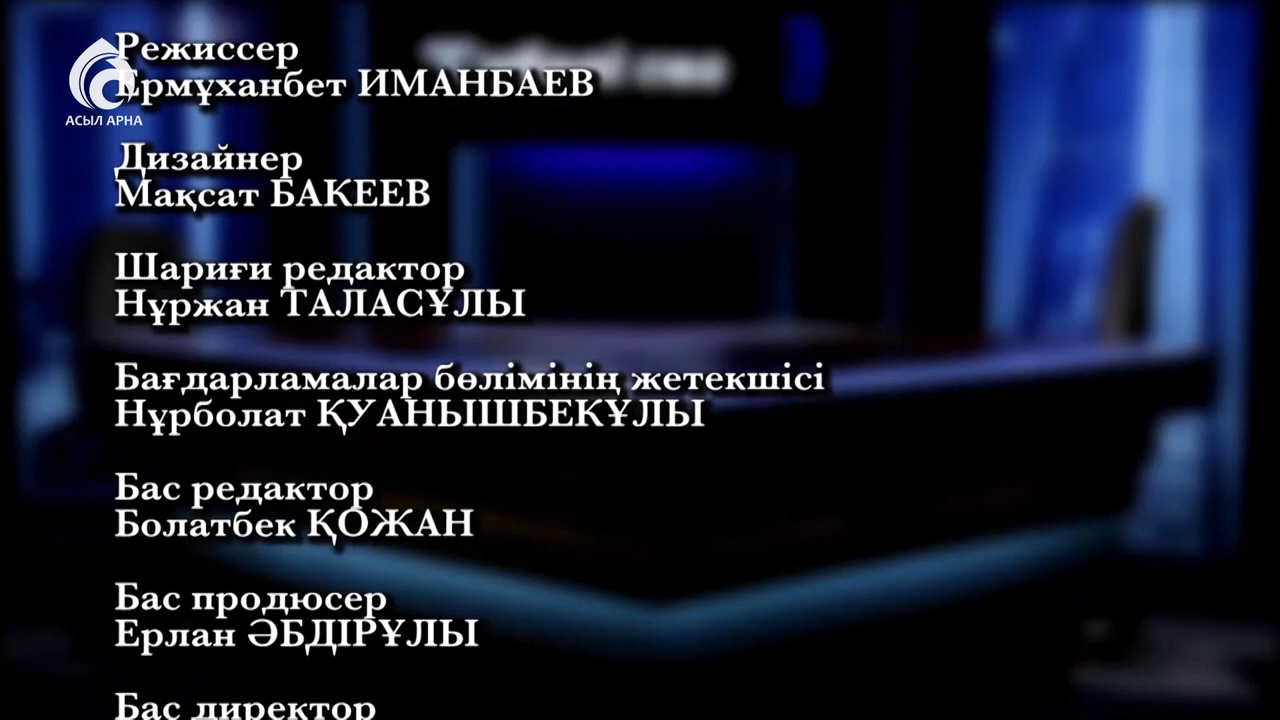 Режиссер
Ермұханбет ИМАНБАЕВ
АСЫЛ АРНА
Дизайнер
Мақсат БАКЕЕВ
Шариғи редактор
Нұржан ТАЛАСҰЛЫ
Бағдарламалар бөлімінің жетекшісі
Нұрболат ҚУАНЫШБЕКҰЛЫ
Бас редактор
Болатбек ҚОЖАН
Бас продюсер
Ерлан ӘБДІРҰЛЫ
Бас директор